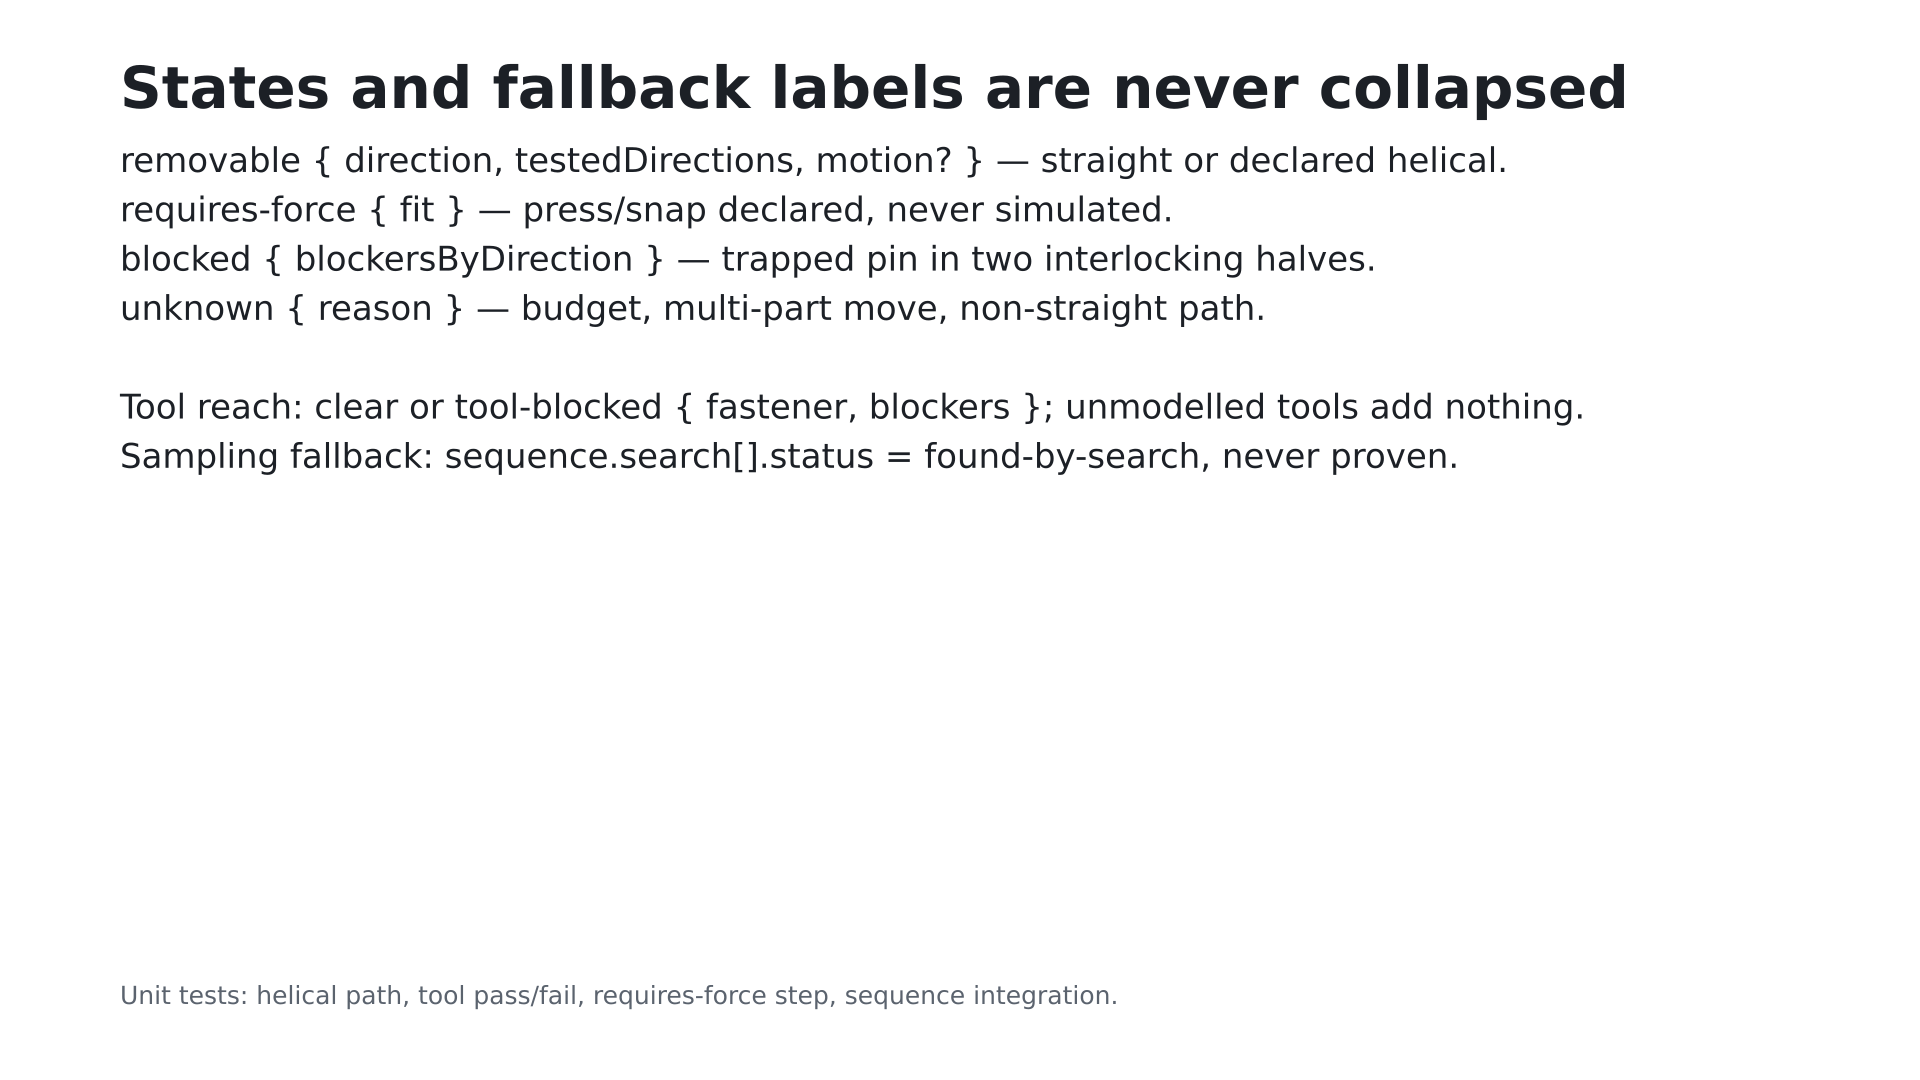 States and fallback labels are never collapsed
removable { direction, testedDirections, motion? } — straight or declared helical.
requires-force { fit } — press/snap declared, never simulated.
blocked { blockersByDirection } — trapped pin in two interlocking halves.
unknown { reason } — budget, multi-part move, non-straight path.
Tool reach: clear or tool-blocked { fastener, blockers }; unmodelled tools add nothing.
Sampling fallback: sequence.search[].status = found-by-search, never proven.
Unit tests: helical path, tool pass/fail, requires-force step, sequence integration.